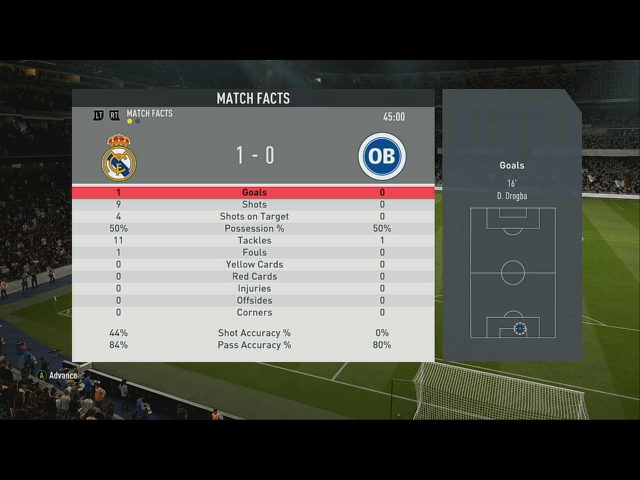 MATCH FACTS
LT RT MATCH FACTS 45:00
1 - 0
OB
1 Goals 0
9 Shots 0
4 Shots on Target 0
50% Possession % 50%
11 Tackles 1
1 Fouls 0
0 Yellow Cards 0
0 Red Cards 0
0 Injuries 0
0 Offsides 0
0 Corners 0
44% Shot Accuracy % 0%
84% Pass Accuracy % 80%
Goals
16'
D. Drogba
A Advance